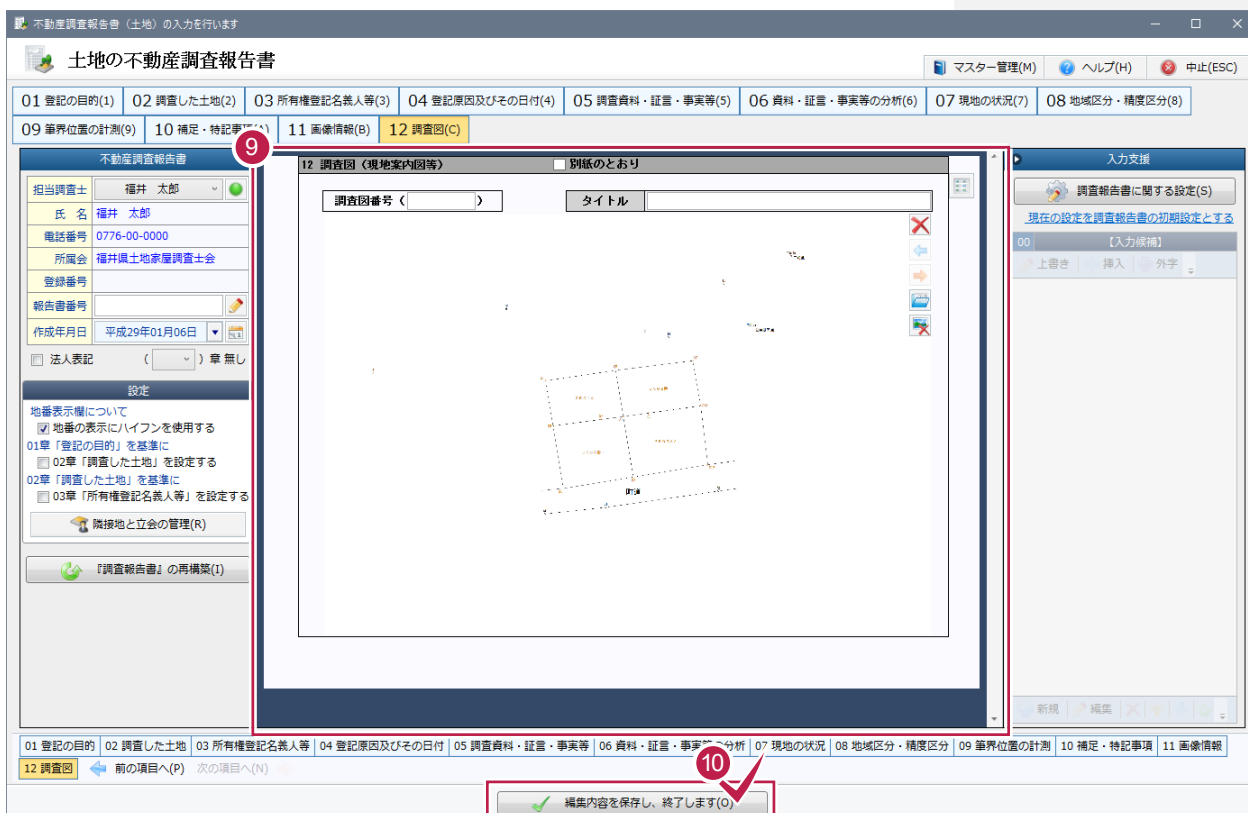 不動産調査報告書（土地）の入力を行います
土地の不動産調査報告書
マスター管理(M) ヘルプ(H) 中止(ESC)
01 登記の目的(1) 02 調査した土地(2) 03 所有権登記名義人等(3) 04 登記原因及びその日付(4) 05 調査資料・証言・事実等(5) 06 資料・証言・事実等の分析(6) 07 現地の状況(7) 08 地域区分・精度区分(8)
09 筆界位置の計測(9) 10 補足・特記事項(A) 11 画像情報(B) 12 調査図(C)
9
不動産調査報告書
担当調査士 福井 太郎
氏 名 福井 太郎
電話番号 0776-00-0000
所属会 福井県土地家屋調査士会
登録番号
報告書番号
作成年月日 平成29年01月06日
法人表記 ( ) 章 無し
設定
地番表示欄について
地番の表示にハイフンを使用する
01章「登記の目的」を基準に
02章「調査した土地」を設定する
02章「調査した土地」を基準に
03章「所有権登記名義人等」を設定する
隣接地と立会の管理(R)
『調査報告書』の再構築(I)
12 調査図（現地案内図等） 別紙のとおり
調査図番号 ( ) タイトル
入力支援
調査報告書に関する設定(S)
現在の設定を調査報告書の初期設定とする
00 【入力候補】
上書き 挿入 外字
新規 編集
01 登記の目的 02 調査した土地 03 所有権登記名義人等 04 登記原因及びその日付 05 調査資料・証言・事実等 06 資料・証言・事実等の分析 07 現地の状況 08 地域区分・精度区分 09 筆界位置の計測 10 補足・特記事項 11 画像情報
12 調査図 前の項目へ(P) 次の項目へ(N)
10
編集内容を保存し、終了します(O)